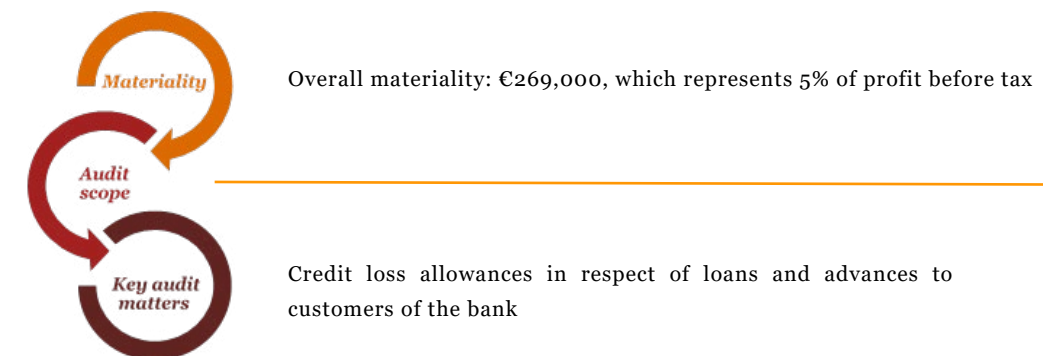 Materiality
Overall materiality: €269,000, which represents 5% of profit before tax
Audit
scope
Key audit
matters
Credit loss allowances in respect of loans and advances to
customers of the bank